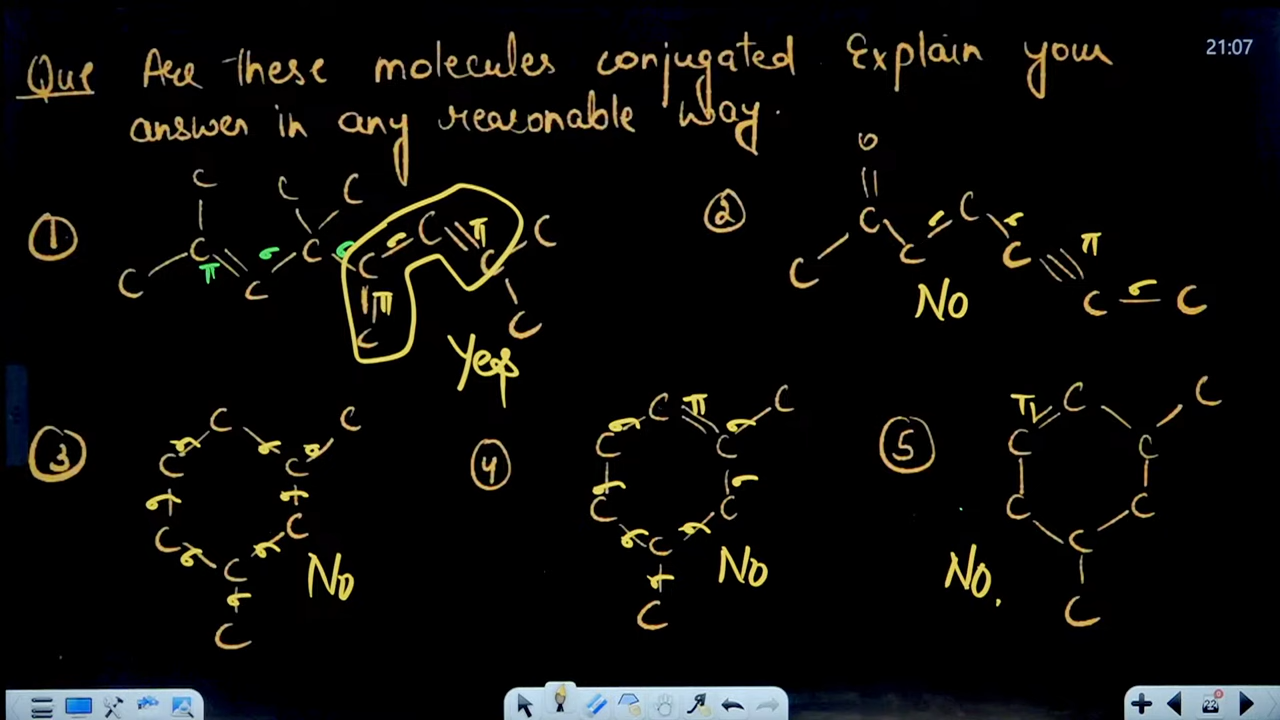 21:07
Que Are these molecules conjugated. Explain your
answer in any reasonable way.
① C C C C C C C C C C C C C π σ σ π σ π Yes
② O C C C C C C C σ σ π σ No
③ C C C C C C C C σ σ σ σ σ σ σ σ No
④ C C C C C C C C π σ σ σ σ σ σ σ No
⑤ C C C C C C C C π No.
22